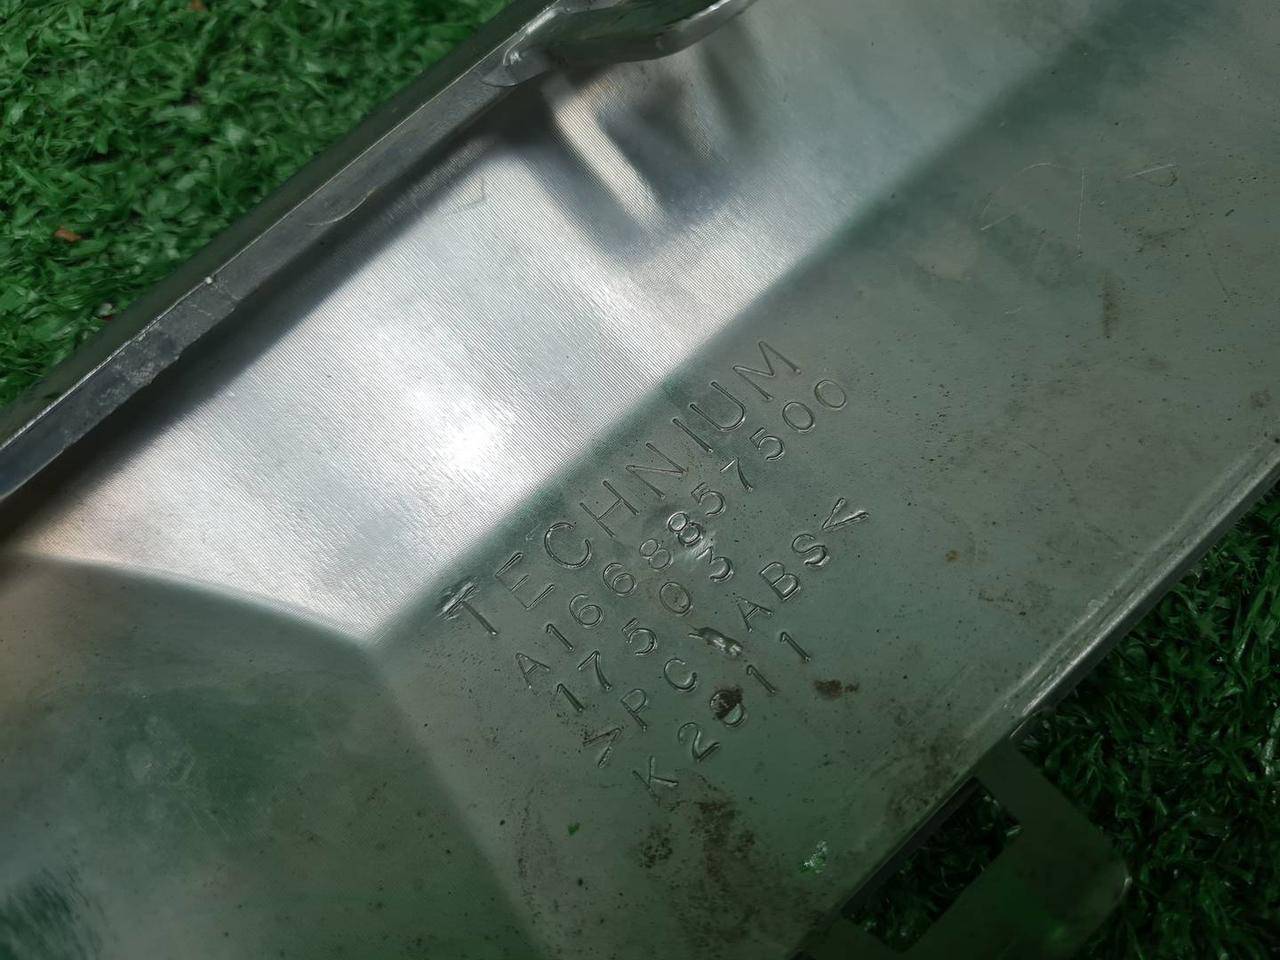 TECHNIUM
A1668857500
17503
>PC/ABS<
K2011